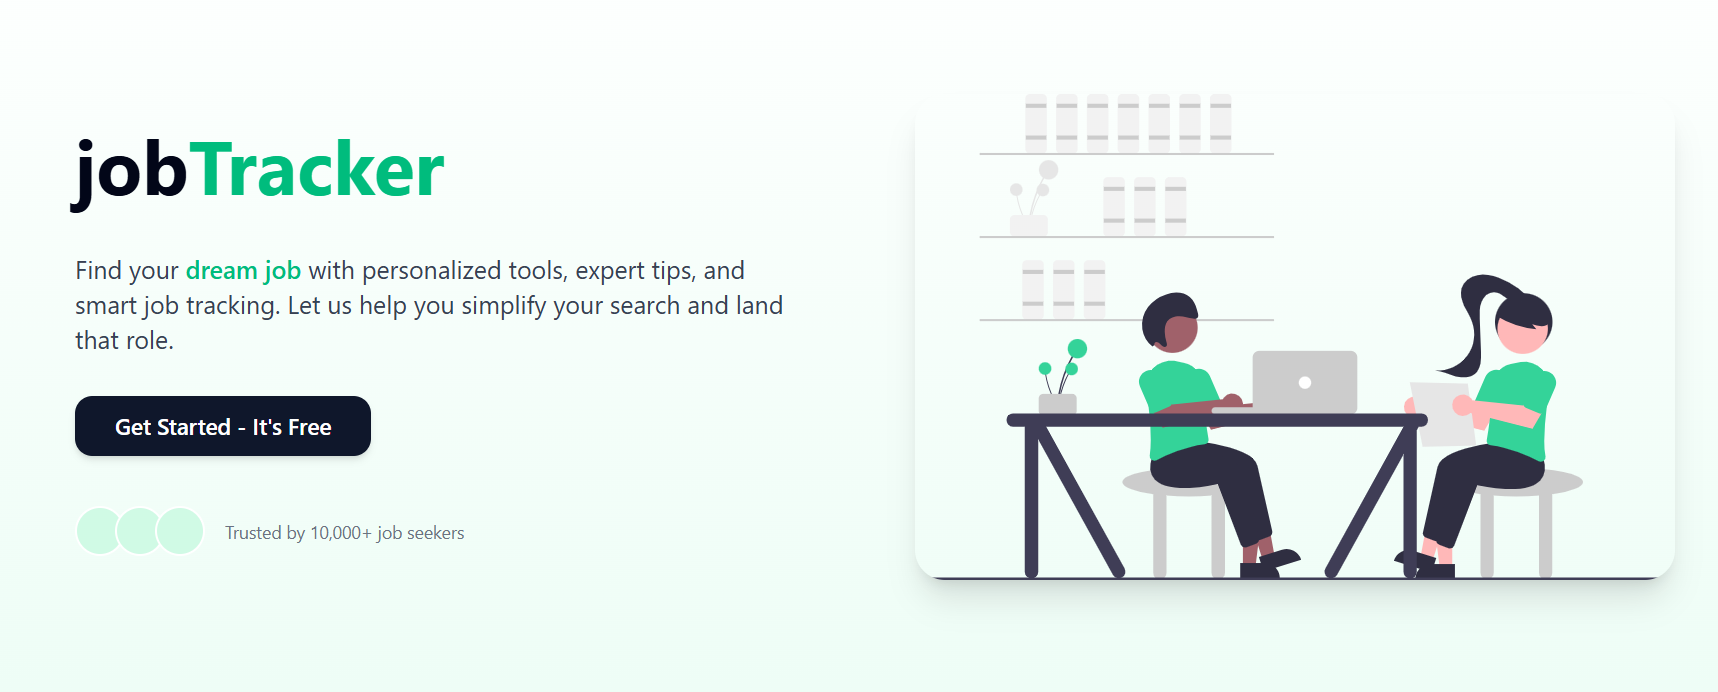 jobTracker
Find your dream job with personalized tools, expert tips, and
smart job tracking. Let us help you simplify your search and land
that role.
Get Started - It's Free
Trusted by 10,000+ job seekers